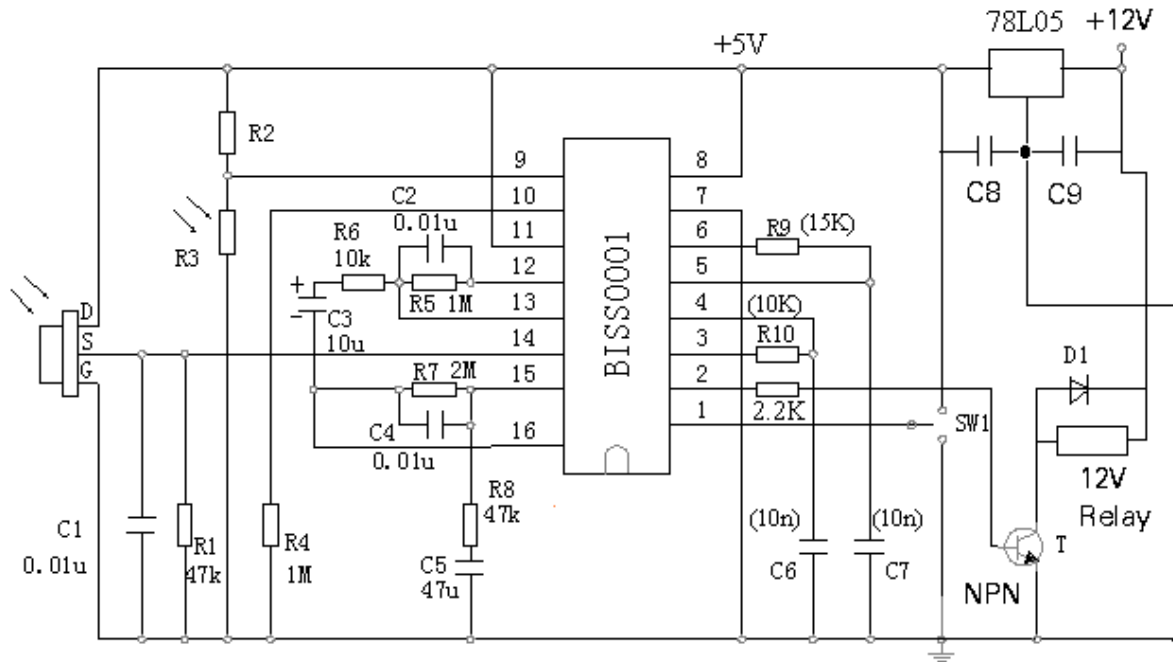 78L05 +12V
+5V
R2
9 8
C8 C9
10 7
C2
0.01u
R9 (15K)
11 6
R6
10k
R3
12 5
R5 1M
+
-
C3
10u
13 4
(10K)
D
S
G
14 3
R10
BISS0001
D1
R7 2M
15 2
2.2K
SW1
16 1
C4
0.01u
12V
Relay
R8
47k
(10n) (10n)
C1
0.01u
R1
47k
R4
1M
C5
47u
C6 C7
T
NPN